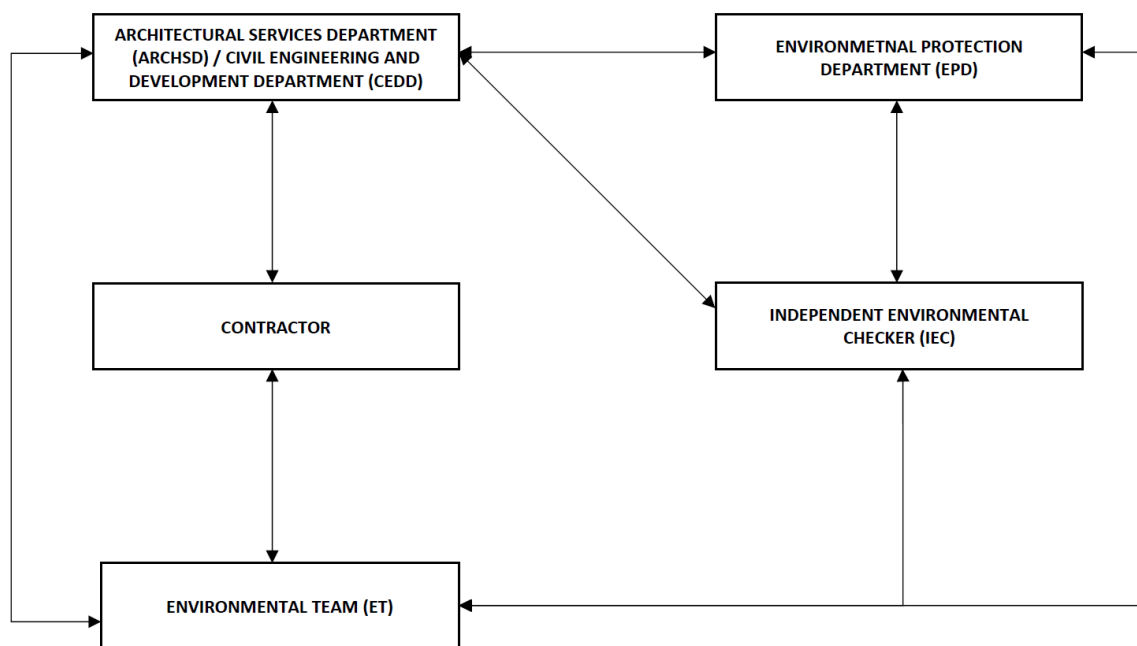 ARCHITECTURAL SERVICES DEPARTMENT
(ARCHSD) / CIVIL ENGINEERING AND
DEVELOPMENT DEPARTMENT (CEDD)
ENVIRONMETNAL PROTECTION
DEPARTMENT (EPD)
CONTRACTOR
INDEPENDENT ENVIRONMENTAL
CHECKER (IEC)
ENVIRONMENTAL TEAM (ET)